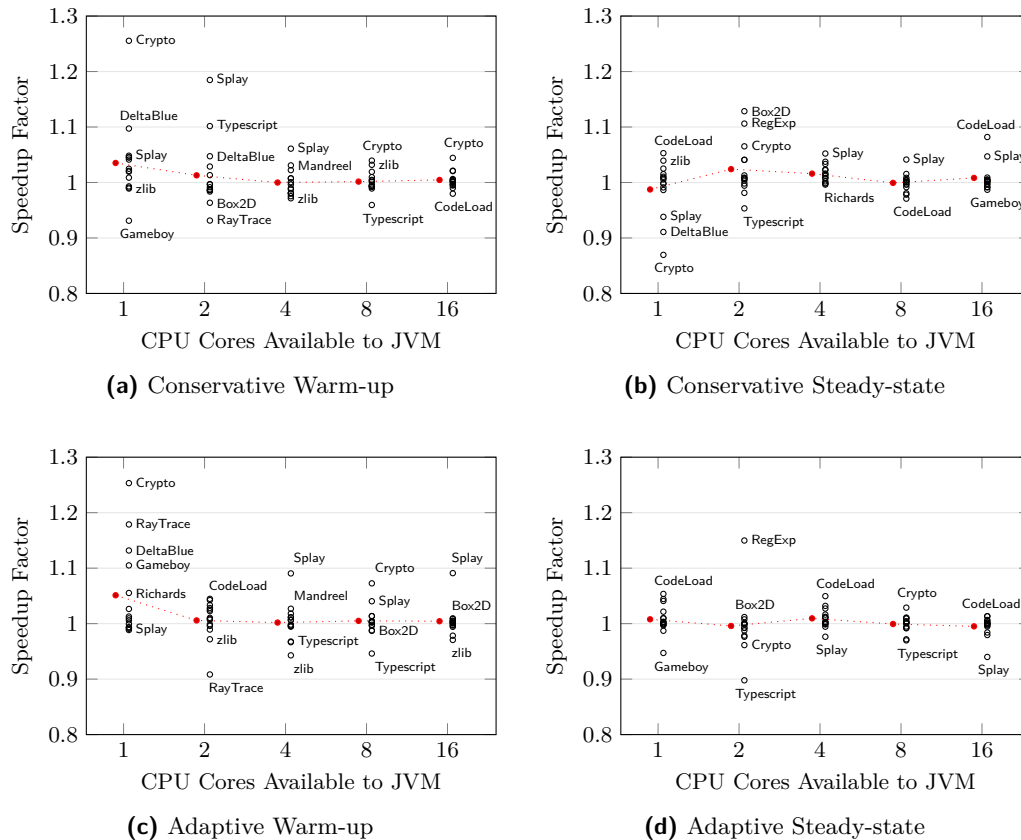 1.3
1.2
1.1
1
0.9
0.8
Speedup Factor
Crypto
DeltaBlue
Splay
zlib
Gameboy
Splay
Typescript
DeltaBlue
Box2D
RayTrace
Splay
Mandreel
zlib
Crypto
zlib
Typescript
Crypto
CodeLoad
1 2 4 8 16
CPU Cores Available to JVM
(a) Conservative Warm-up
1.3
1.2
1.1
1
0.9
0.8
Speedup Factor
CodeLoad
zlib
Splay
DeltaBlue
Crypto
Box2D
RegExp
Crypto
Typescript
Splay
Richards
Splay
CodeLoad
CodeLoad
Splay
Gameboy
1 2 4 8 16
CPU Cores Available to JVM
(b) Conservative Steady-state
1.3
1.2
1.1
1
0.9
0.8
Speedup Factor
Crypto
RayTrace
DeltaBlue
Gameboy
Richards
Splay
CodeLoad
zlib
RayTrace
Splay
Mandreel
Typescript
zlib
Crypto
Splay
Box2D
Typescript
Splay
Box2D
zlib
1 2 4 8 16
CPU Cores Available to JVM
(c) Adaptive Warm-up
1.3
1.2
1.1
1
0.9
0.8
Speedup Factor
CodeLoad
Gameboy
RegExp
Box2D
Crypto
Typescript
CodeLoad
Splay
Crypto
Typescript
CodeLoad
Splay
1 2 4 8 16
CPU Cores Available to JVM
(d) Adaptive Steady-state